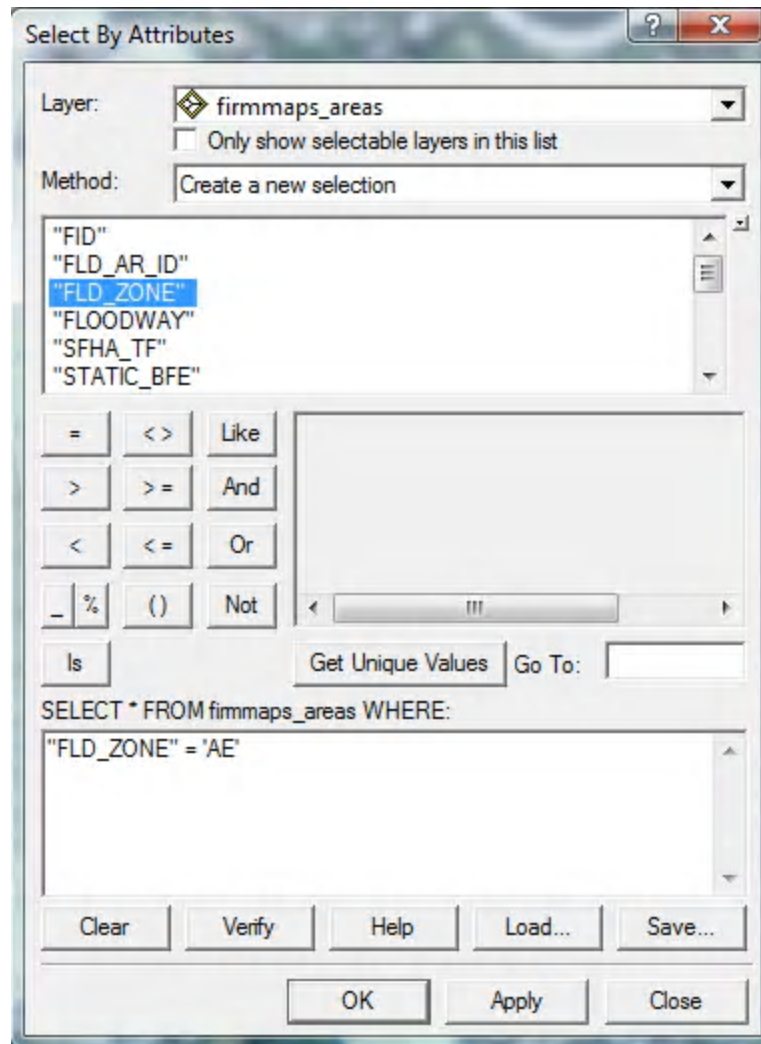 Select By Attributes
?
X
Layer: firmmaps_areas
Only show selectable layers in this list
Method: Create a new selection
"FID"
"FLD_AR_ID"
"FLD_ZONE"
"FLOODWAY"
"SFHA_TF"
"STATIC_BFE"
= < > Like
> > = And
< < = Or
_ % ( ) Not
Is Get Unique Values Go To:
SELECT * FROM firmmaps_areas WHERE:
"FLD_ZONE" = 'AE'
Clear Verify Help Load... Save...
OK Apply Close